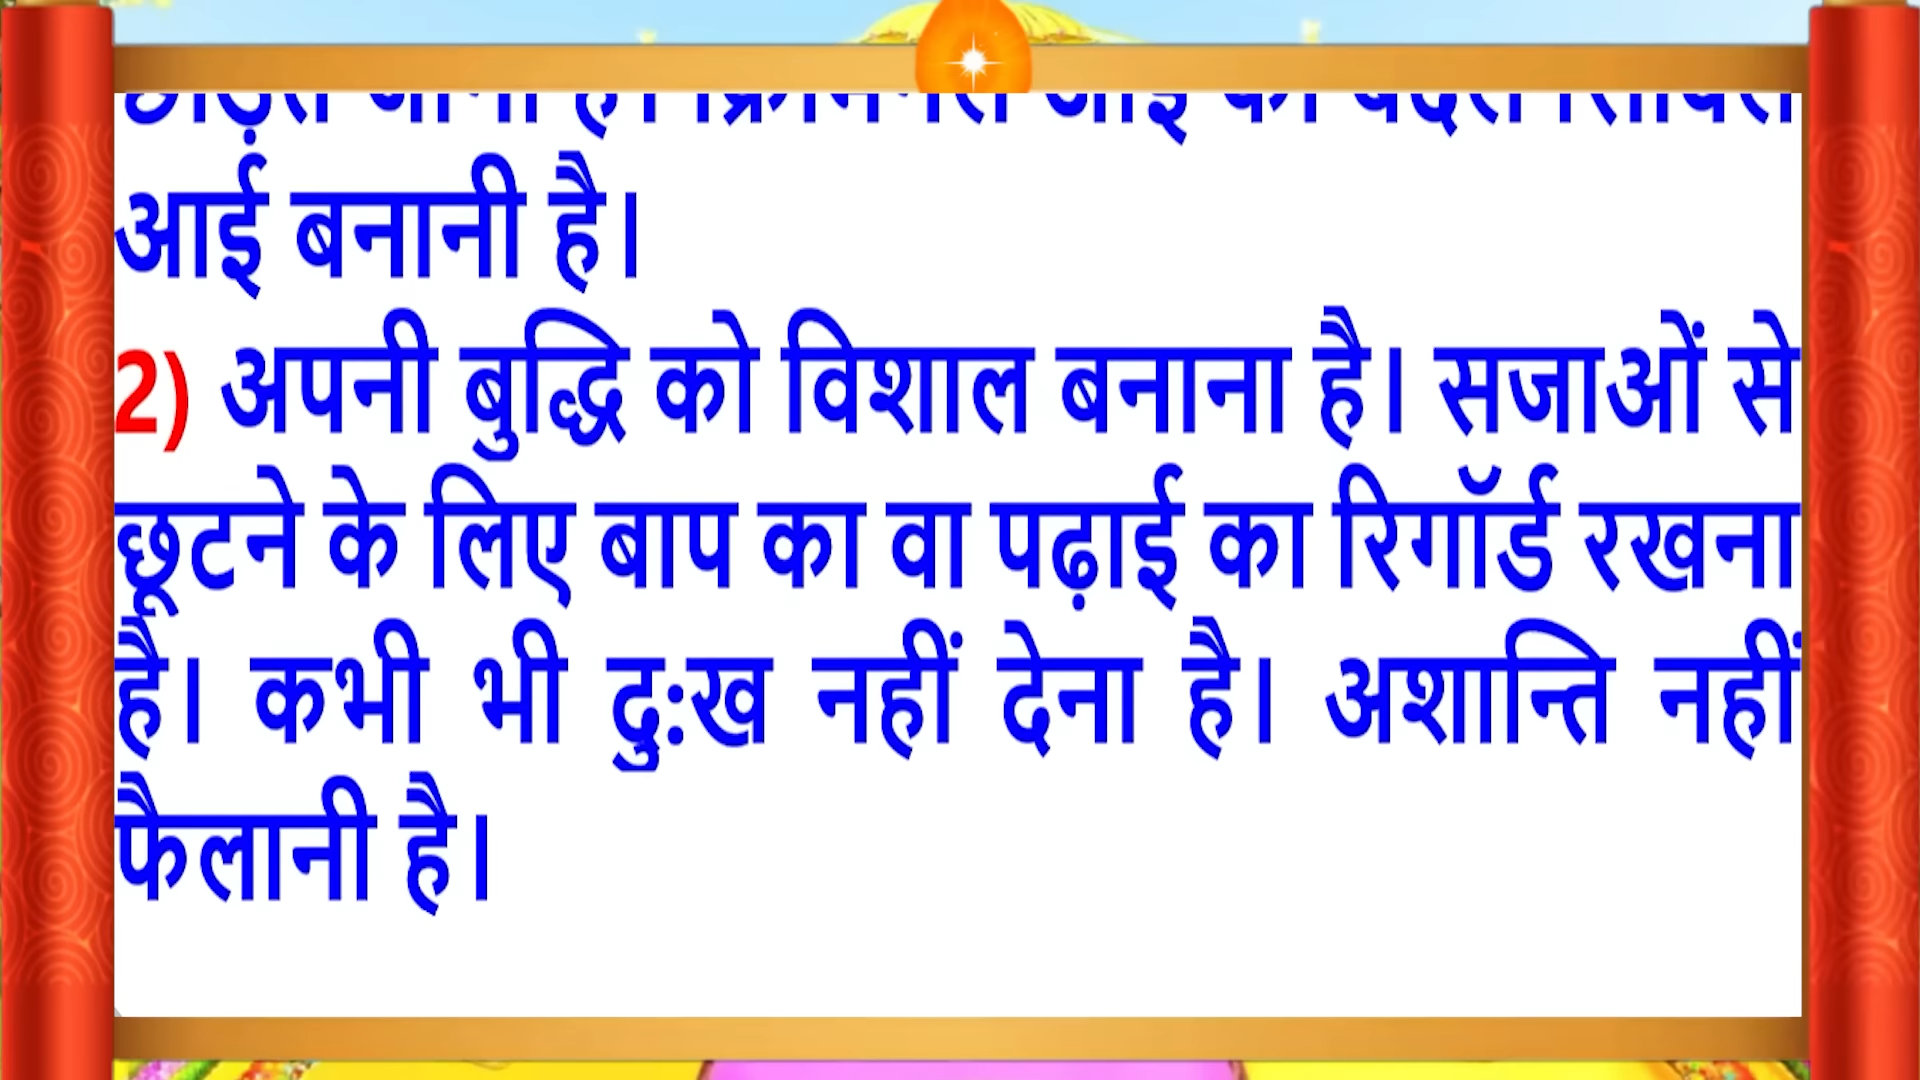 आई बनानी है।
2) अपनी बुद्धि को विशाल बनाना है। सजाओं से
छूटने के लिए बाप का वा पढ़ाई का रिगॉर्ड रखना
है। कभी भी दु:ख नहीं देना है। अशान्ति नहीं
फैलानी है।